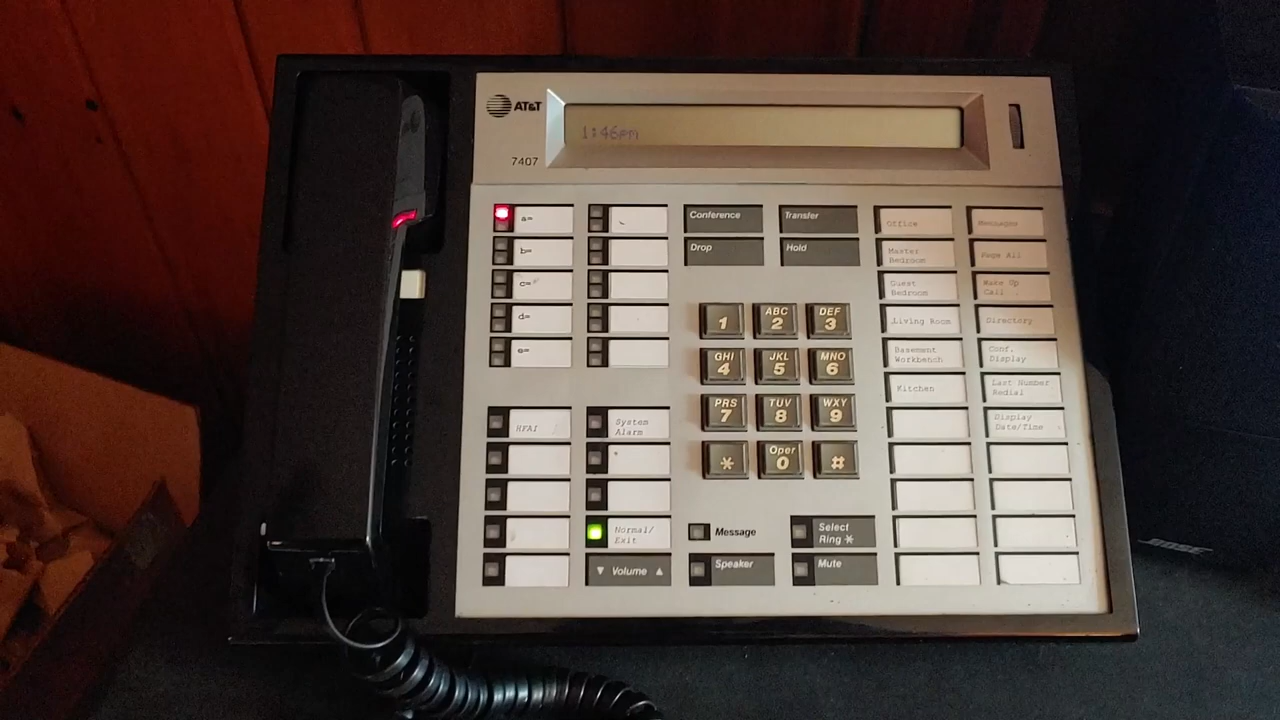 AT&T
1:46pm
7407
a=
Conference
Transfer
Office
Messages
b=
Drop
Hold
Master
Bedroom
Page All
c=
Guest
Bedroom
Wake Up
Call
d=
1
ABC
2
DEF
3
Living Room
Directory
e=
GHI
4
JKL
5
MNO
6
Basement
Workbench
Conf.
Display
Kitchen
Last Number
Redial
PRS
7
TUV
8
WXY
9
HFAI
System
Alarm
Display
Date/Time
*
Oper
0
#
Normal/
Exit
Message
Select
Ring *
▼ Volume ▲
Speaker
Mute